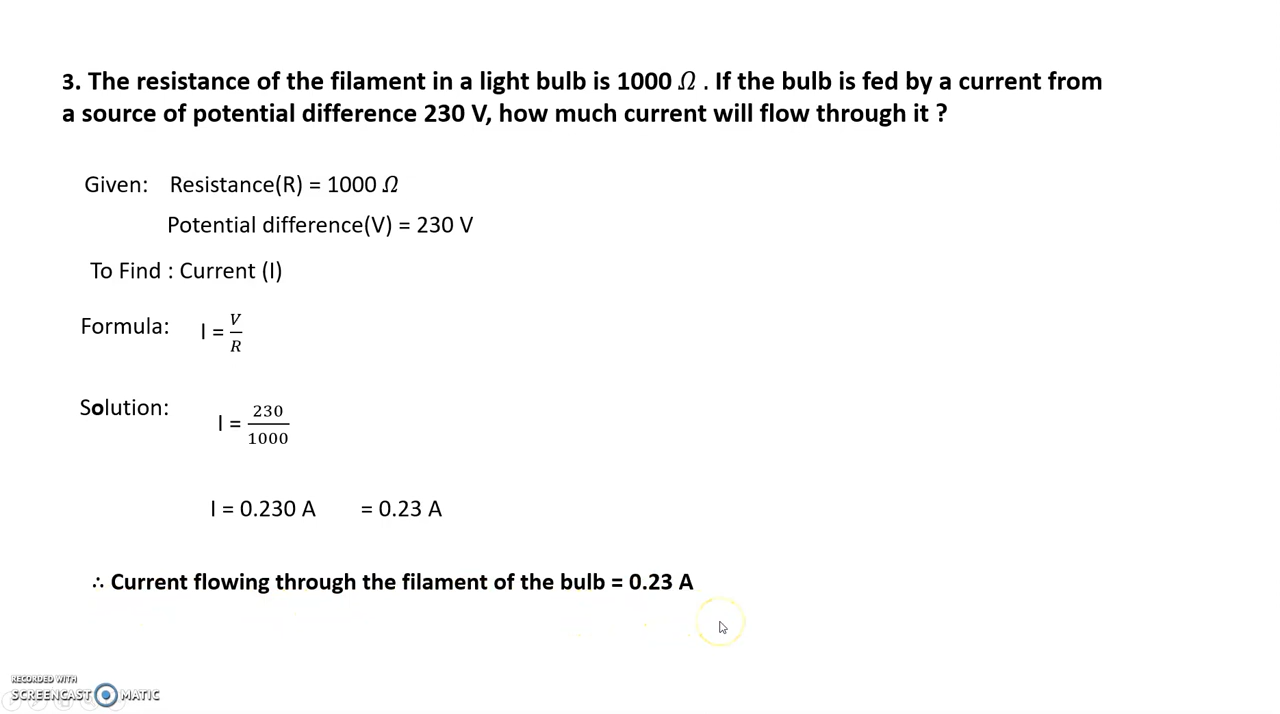 3. The resistance of the filament in a light bulb is 1000 Ω . If the bulb is fed by a current from
a source of potential difference 230 V, how much current will flow through it ?
Given: Resistance(R) = 1000 Ω
Potential difference(V) = 230 V
To Find : Current (I)
Formula: I = V/R
Solution: I = 230/1000
I = 0.230 A = 0.23 A
∴ Current flowing through the filament of the bulb = 0.23 A
RECORDED WITH
SCREENCAST MATIC